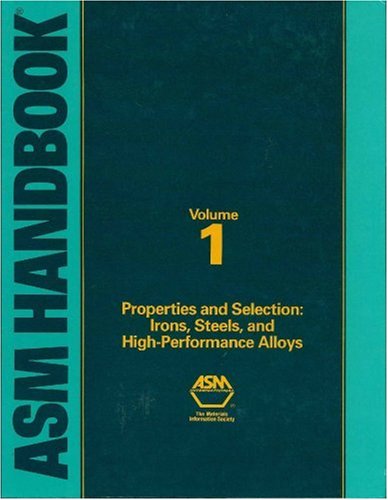 ASM HANDBOOK®
Volume
1
Properties and Selection:
Irons, Steels, and
High-Performance Alloys
ASM
The Materials
Information Society